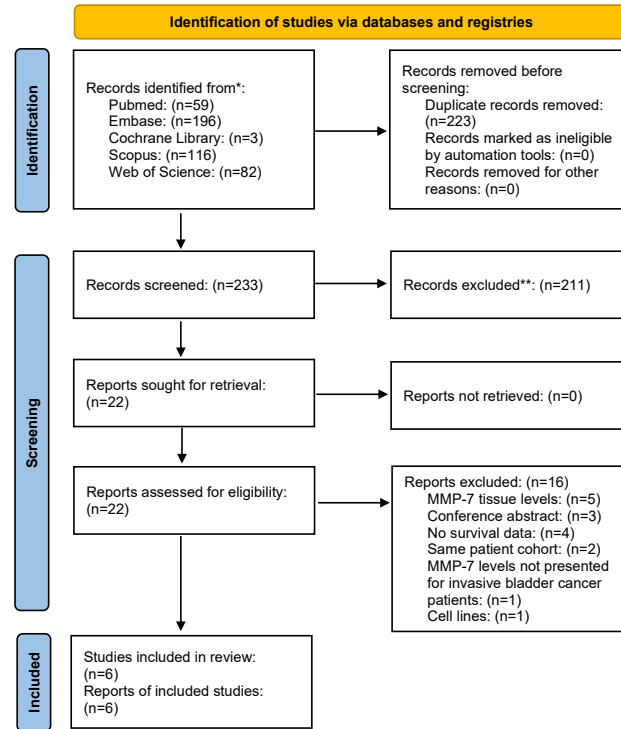 Identification of studies via databases and registries
Identification
Records identified from*:
Pubmed: (n=59)
Embase: (n=196)
Cochrane Library: (n=3)
Scopus: (n=116)
Web of Science: (n=82)
Records removed before
screening:
Duplicate records removed:
(n=223)
Records marked as ineligible
by automation tools: (n=0)
Records removed for other
reasons: (n=0)
Screening
Records screened: (n=233)
Records excluded**: (n=211)
Reports sought for retrieval:
(n=22)
Reports not retrieved: (n=0)
Reports assessed for eligibility:
(n=22)
Reports excluded: (n=16)
MMP-7 tissue levels: (n=5)
Conference abstract: (n=3)
No survival data: (n=4)
Same patient cohort: (n=2)
MMP-7 levels not presented
for invasive bladder cancer
patients: (n=1)
Cell lines: (n=1)
Included
Studies included in review:
(n=6)
Reports of included studies:
(n=6)